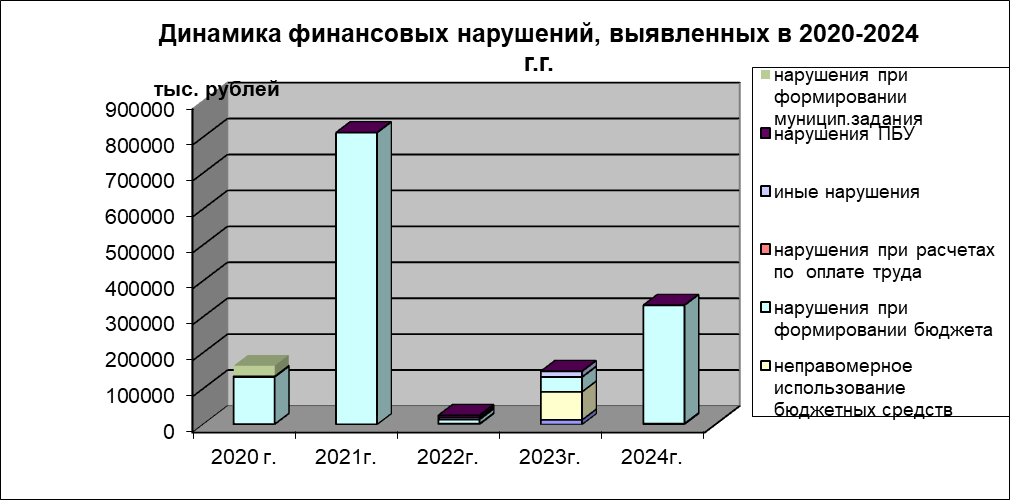 Динамика финансовых нарушений, выявленных в 2020-2024
г.г.
тыс. рублей
900000
800000
700000
600000
500000
400000
300000
200000
100000
0
2020 г.
2021г.
2022г.
2023г.
2024г.
нарушения при
формировании
муницип.задания
нарушения ПБУ
иные нарушения
нарушения при расчетах
по оплате труда
нарушения при
формировании бюджета
неправомерное
использование
бюджетных средств